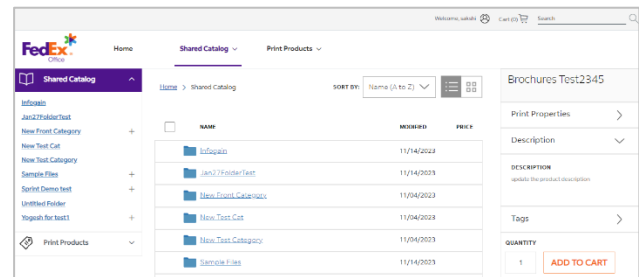 Welcome, sakshi Cart (0) Search
FedEx.
Office
Home Shared Catalog Print Products
Shared Catalog
Infogain
Jan27FolderTest
New Front Category +
New Test Cat
New Test Category
Sample Files +
Sprint Demo test +
Untitled Folder
Yogesh for test1 +
Print Products
Home > Shared Catalog SORT BY: Name (A to Z)
NAME MODIFIED PRICE
Infogain 11/14/2023
Jan27FolderTest 11/14/2023
New Front Category 11/04/2023
New Test Cat 11/04/2023
New Test Category 11/04/2023
Sample Files 11/14/2023
Brochures Test2345
Print Properties
Description
DESCRIPTION
update the product description
Tags
QUANTITY
1 ADD TO CART